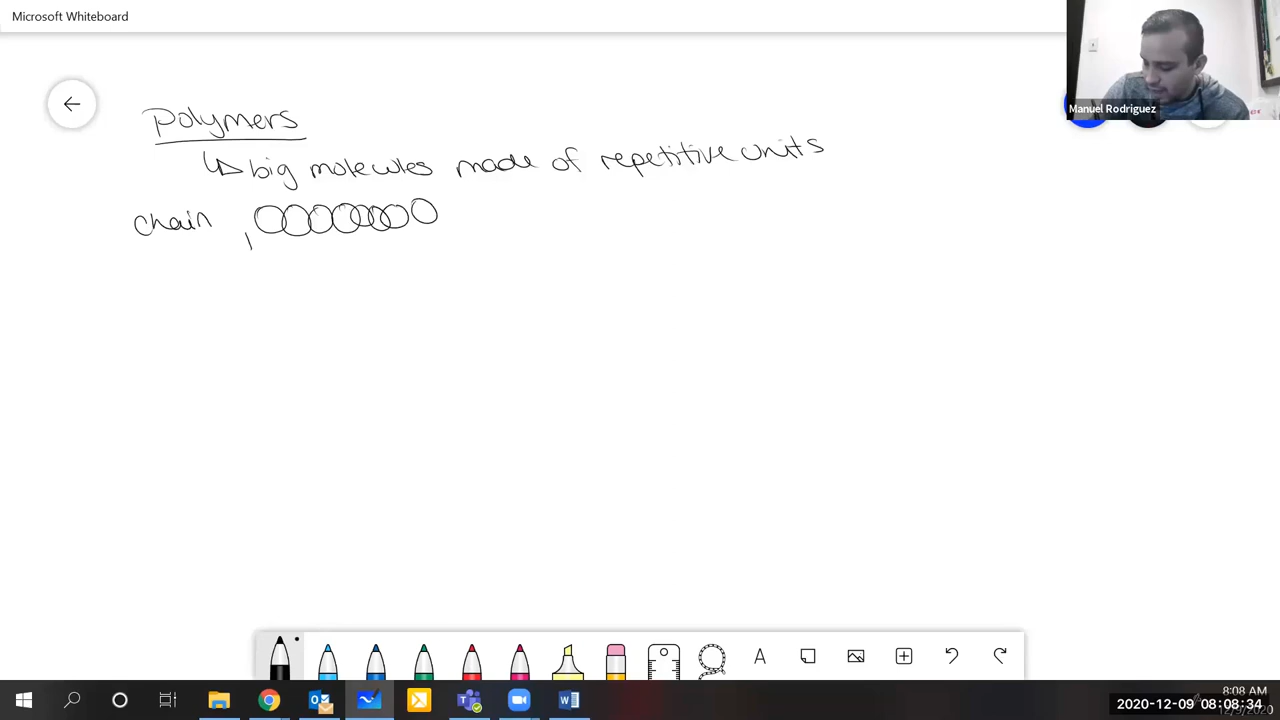 Microsoft Whiteboard
Manuel Rodriguez
Polymers
big molecules made of repetitive units
chain
A
8:08 AM
2020-12-09 08:08:34